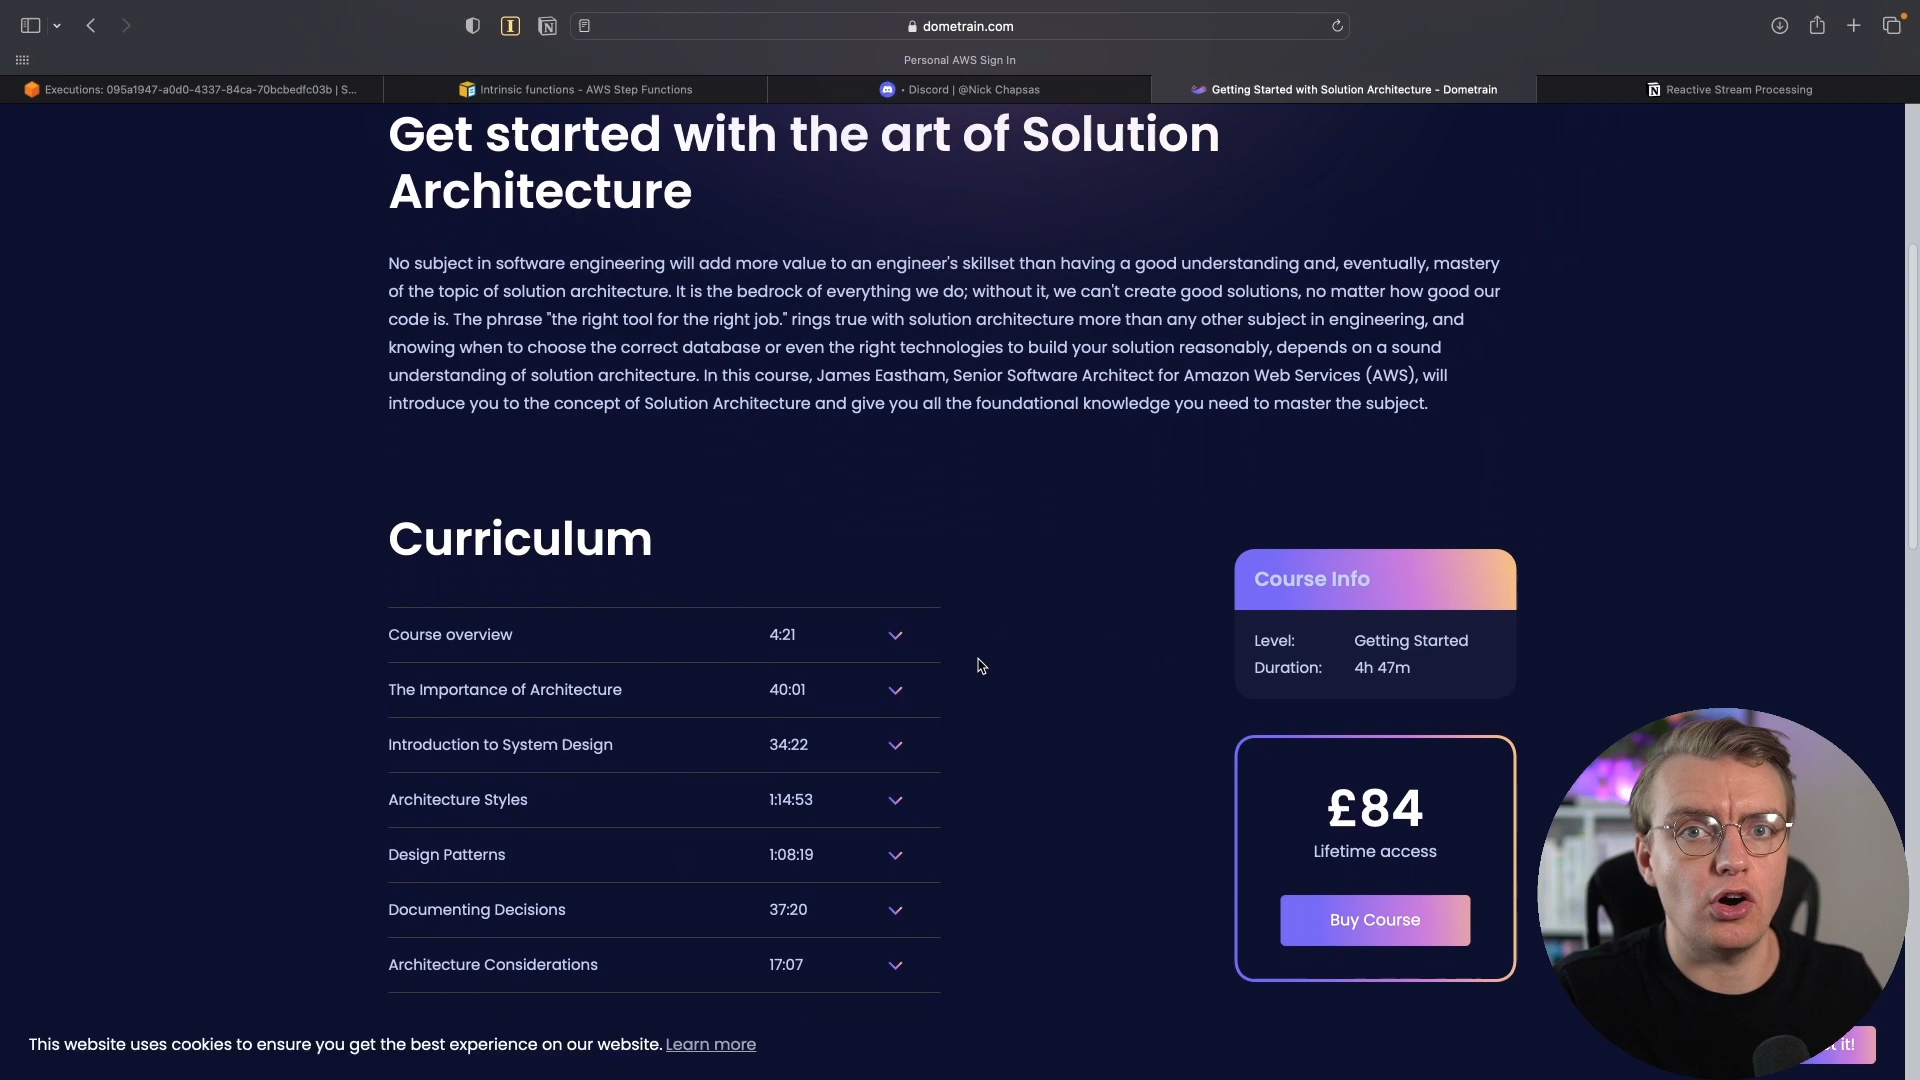 dometrain.com
Personal AWS Sign In
Executions: 095a1947-a0d0-4337-84ca-70bcbedfc03b | S...
Intrinsic functions - AWS Step Functions
• Discord | @Nick Chapsas
Getting Started with Solution Architecture - Dometrain
Reactive Stream Processing
Get started with the art of Solution
Architecture
No subject in software engineering will add more value to an engineer's skillset than having a good understanding and, eventually, mastery
of the topic of solution architecture. It is the bedrock of everything we do; without it, we can't create good solutions, no matter how good our
code is. The phrase "the right tool for the right job." rings true with solution architecture more than any other subject in engineering, and
knowing when to choose the correct database or even the right technologies to build your solution reasonably, depends on a sound
understanding of solution architecture. In this course, James Eastham, Senior Software Architect for Amazon Web Services (AWS), will
introduce you to the concept of Solution Architecture and give you all the foundational knowledge you need to master the subject.
Curriculum
Course overview 4:21
The Importance of Architecture 40:01
Introduction to System Design 34:22
Architecture Styles 1:14:53
Design Patterns 1:08:19
Documenting Decisions 37:20
Architecture Considerations 17:07
Course Info
Level: Getting Started
Duration: 4h 47m
£84
Lifetime access
Buy Course
This website uses cookies to ensure you get the best experience on our website. Learn more
it!